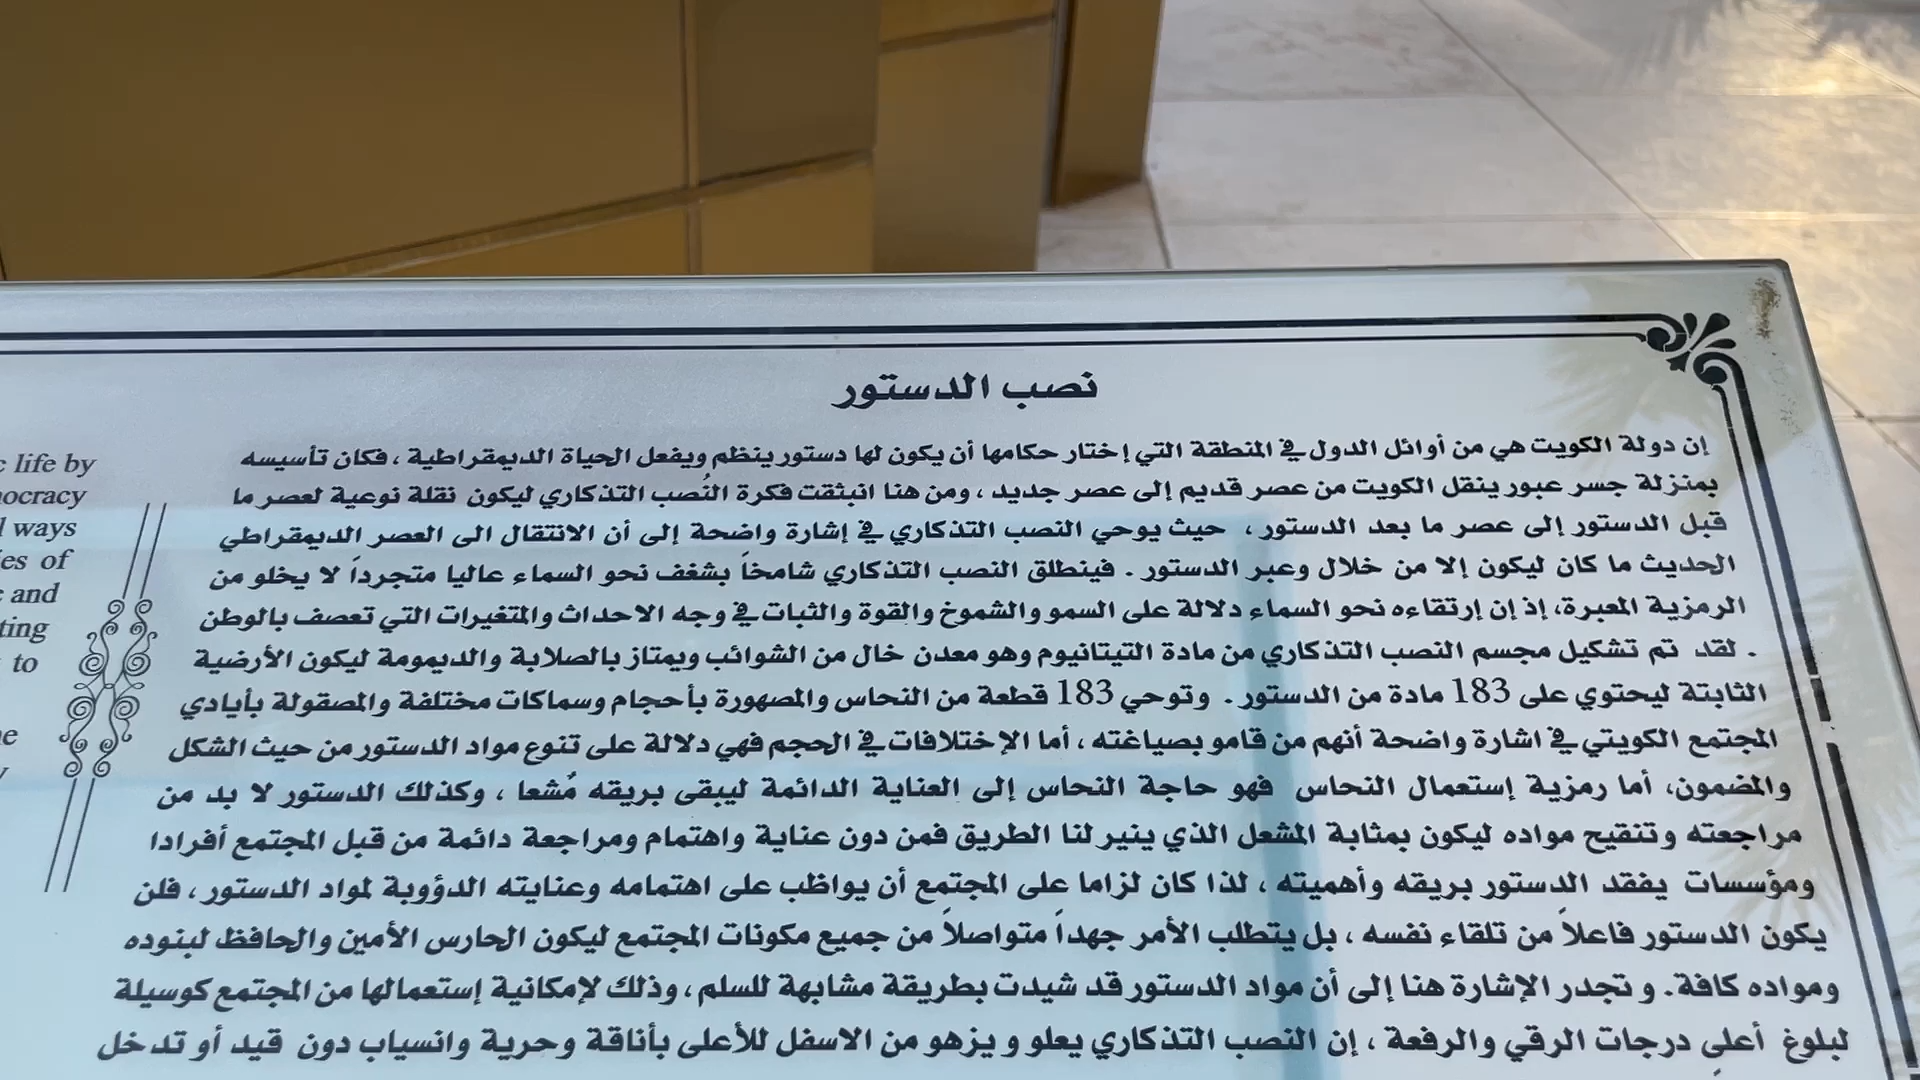 نصب الدستور
إن دولة الكويت هي من أوائل الدول في المنطقة التي إختار حكامها أن يكون لها دستور ينظم ويفعل الحياة الديمقراطية ، فكان تأسيسه
بمنزلة جسر عبور ينقل الكويت من عصر قديم إلى عصر جديد ، ومن هنا انبثقت فكرة النُصب التذكاري ليكون نقلة نوعية لعصر ما
قبل الدستور إلى عصر ما بعد الدستور ، حيث يوحي النصب التذكاري في إشارة واضحة إلى أن الانتقال الى العصر الديمقراطي
الحديث ما كان ليكون إلا من خلال وعبر الدستور . فينطلق النصب التذكاري شامخاً بشغف نحو السماء عاليا متجرداً لا يخلو من
الرمزية المعبرة، إذ إن إرتقاءه نحو السماء دلالة على السمو والشموخ والقوة والثبات في وجه الاحداث والمتغيرات التي تعصف بالوطن
. لقد تم تشكيل مجسم النصب التذكاري من مادة التيتانيوم وهو معدن خال من الشوائب ويمتاز بالصلابة والديمومة ليكون الأرضية
الثابتة ليحتوي على 183 مادة من الدستور . وتوحي 183 قطعة من النحاس والمصهورة بأحجام وسماكات مختلفة والمصقولة بأيادي
المجتمع الكويتي في اشارة واضحة أنهم من قامو بصياغته ، أما الإختلافات في الحجم فهي دلالة على تنوع مواد الدستور من حيث الشكل
والمضمون، أما رمزية إستعمال النحاس فهو حاجة النحاس إلى العناية الدائمة ليبقى بريقه مُشعا ، وكذلك الدستور لا بد من
مراجعته وتنقيح مواده ليكون بمثابة المشعل الذي ينير لنا الطريق فمن دون عناية واهتمام ومراجعة دائمة من قبل المجتمع أفرادا
ومؤسسات يفقد الدستور بريقه وأهميته ، لذا كان لزاما على المجتمع أن يواظب على اهتمامه وعنايته الدؤوبة لمواد الدستور ، فلن
يكون الدستور فاعلاً من تلقاء نفسه ، بل يتطلب الأمر جهداً متواصلاً من جميع مكونات المجتمع ليكون الحارس الأمين والحافظ لبنوده
ومواده كافة. و تجدر الإشارة هنا إلى أن مواد الدستور قد شيدت بطريقة مشابهة للسلم ، وذلك لإمكانية إستعمالها من المجتمع كوسيلة
لبلوغ أعلى درجات الرقي والرفعة ، إن النصب التذكاري يعلو و يزهو من الاسفل للأعلى بأناقة وحرية وانسياب دون قيد أو تدخل
life by
ways
of
and
to